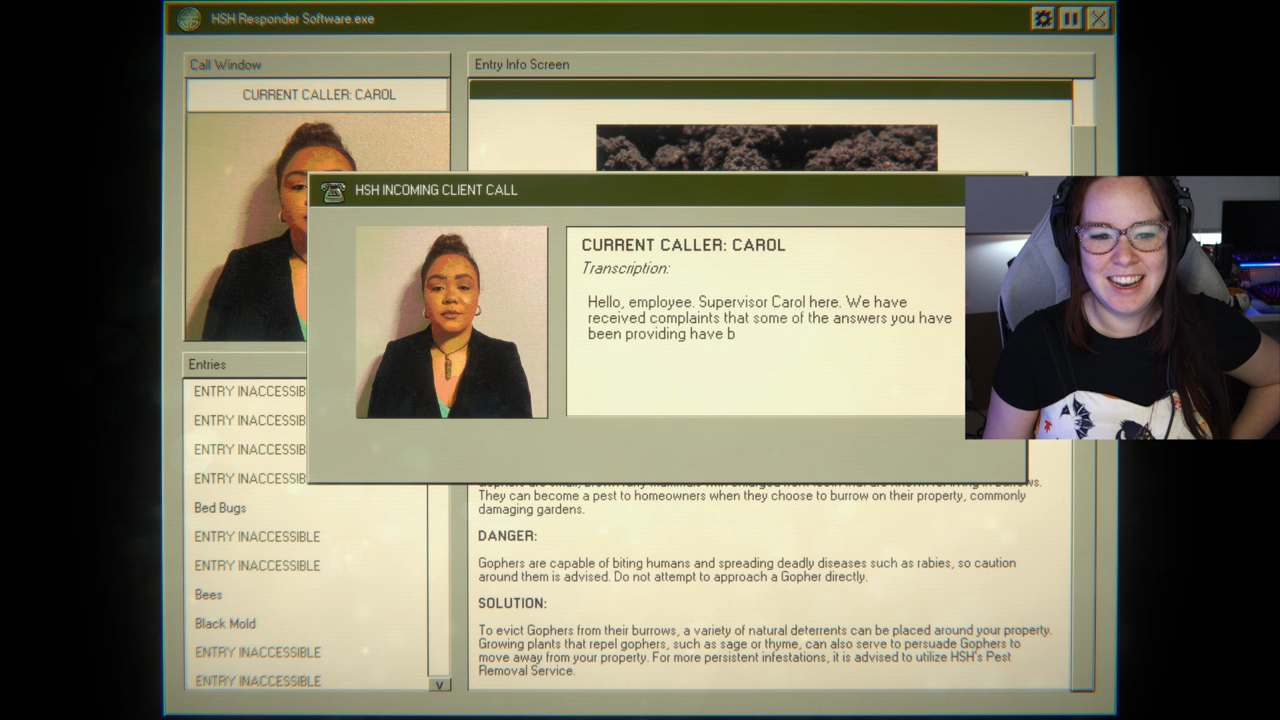 HSH Responder Software.exe
Call Window
CURRENT CALLER: CAROL
Entry Info Screen
HSH INCOMING CLIENT CALL
CURRENT CALLER: CAROL
Transcription:
Hello, employee. Supervisor Carol here. We have
received complaints that some of the answers you have
been providing have b
Entries
ENTRY INACCESSIB
ENTRY INACCESSIB
ENTRY INACCESSIB
ENTRY INACCESSIB
Bed Bugs
ENTRY INACCESSIBLE
ENTRY INACCESSIBLE
Bees
Black Mold
ENTRY INACCESSIBLE
ENTRY INACCESSIBLE
V
They can become a pest to homeowners when they choose to burrow on their property, commonly
damaging gardens.
DANGER:
Gophers are capable of biting humans and spreading deadly diseases such as rabies, so caution
around them is advised. Do not attempt to approach a Gopher directly.
SOLUTION:
To evict Gophers from their burrows, a variety of natural deterrents can be placed around your property.
Growing plants that repel gophers, such as sage or thyme, can also serve to persuade Gophers to
move away from your property. For more persistent infestations, it is advised to utilize HSH's Pest
Removal Service.